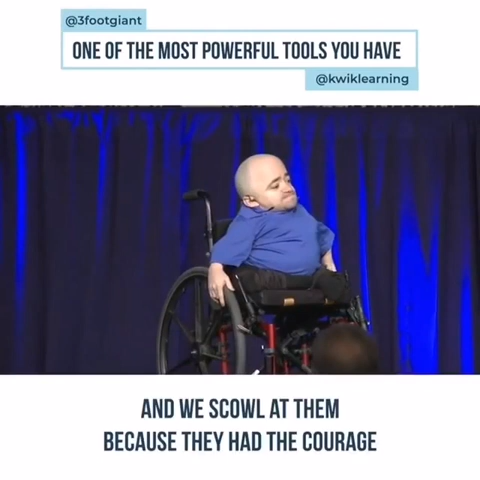 @3footgiant
ONE OF THE MOST POWERFUL TOOLS YOU HAVE
@kwiklearning
AND WE SCOWL AT THEM
BECAUSE THEY HAD THE COURAGE